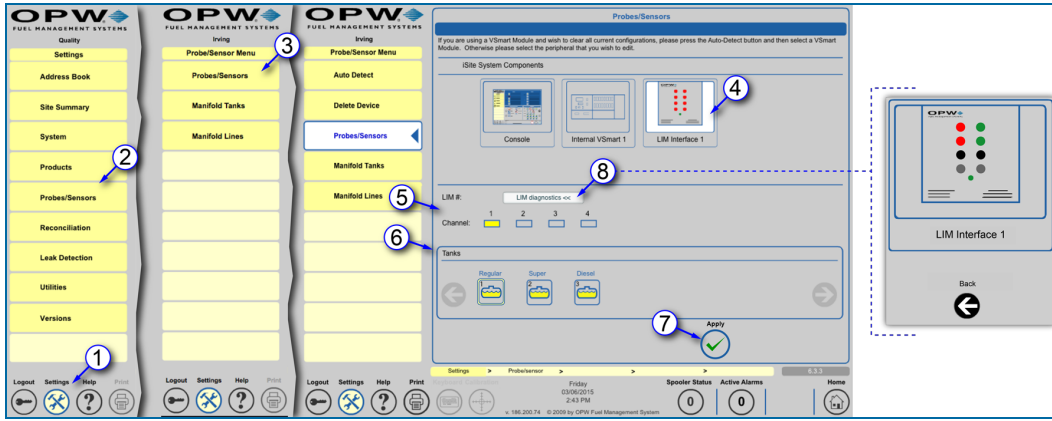 OPW
FUEL MANAGEMENT SYSTEMS
Quality
Settings
Address Book
Site Summary
System
2
Products
Probes/Sensors
Reconciliation
Leak Detection
Utilities
Versions
1
Logout Settings Help Print
OPW
FUEL MANAGEMENT SYSTEMS
Irving
3
Probe/Sensor Menu
Probes/Sensors
Manifold Tanks
Manifold Lines
Logout Settings Help Print
OPW
FUEL MANAGEMENT SYSTEMS
Irving
Probe/Sensor Menu
Auto Detect
Delete Device
Probes/Sensors
Manifold Tanks
Manifold Lines
Logout Settings Help Print
Probes/Sensors
If you are using a VSmart Module and wish to clear all current configurations, please press the Auto-Detect button and then select a VSmart
Module. Otherwise please select the peripheral that you wish to edit.
iSite System Components
4
Console Internal VSmart 1 LIM Interface 1
8
LIM #: LIM diagnostics <<
5
1 2 3 4
Channel:
6
Tanks
Regular Super Diesel
1 2 3
7
Apply
Settings > Probe/sensor > > > 6.3.3
Friday
03/06/2015
2:43 PM
v. 186.200.74 © 2009 by OPW Fuel Management System
Spooler Status Active Alarms Home
0 0
OPW
LIM Interface 1
Back